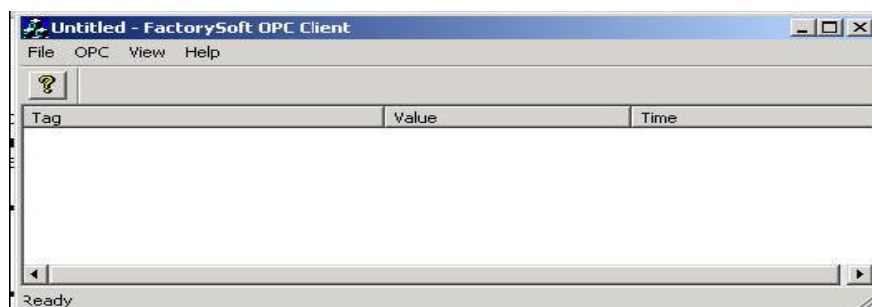 Untitled - FactorySoft OPC Client
File OPC View Help
Tag Value Time
Ready